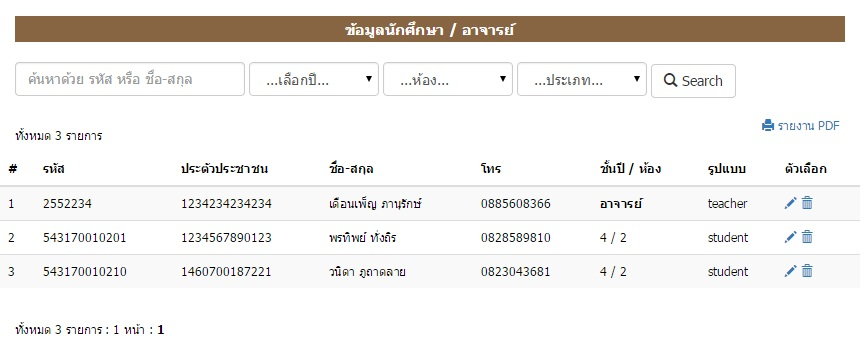 ข้อมูลนักศึกษา / อาจารย์
ค้นหาด้วย รหัส หรือ ชื่อ-สกุล ...เลือกปี... ...ห้อง... ...ประเภท... Search
รายงาน PDF
ทั้งหมด 3 รายการ
# รหัส ประตัวประชาชน ชื่อ-สกุล โทร ชั้นปี / ห้อง รูปแบบ ตัวเลือก
1 2552234 1234234234234 เดือนเพ็ญ ภานุรักษ์ 0885608366 อาจารย์ teacher
2 543170010201 1234567890123 พรทิพย์ ทั่งถิร 0828589810 4 / 2 student
3 543170010210 1460700187221 วนิดา ภูถาดลาย 0823043681 4 / 2 student
ทั้งหมด 3 รายการ : 1 หน้า : 1